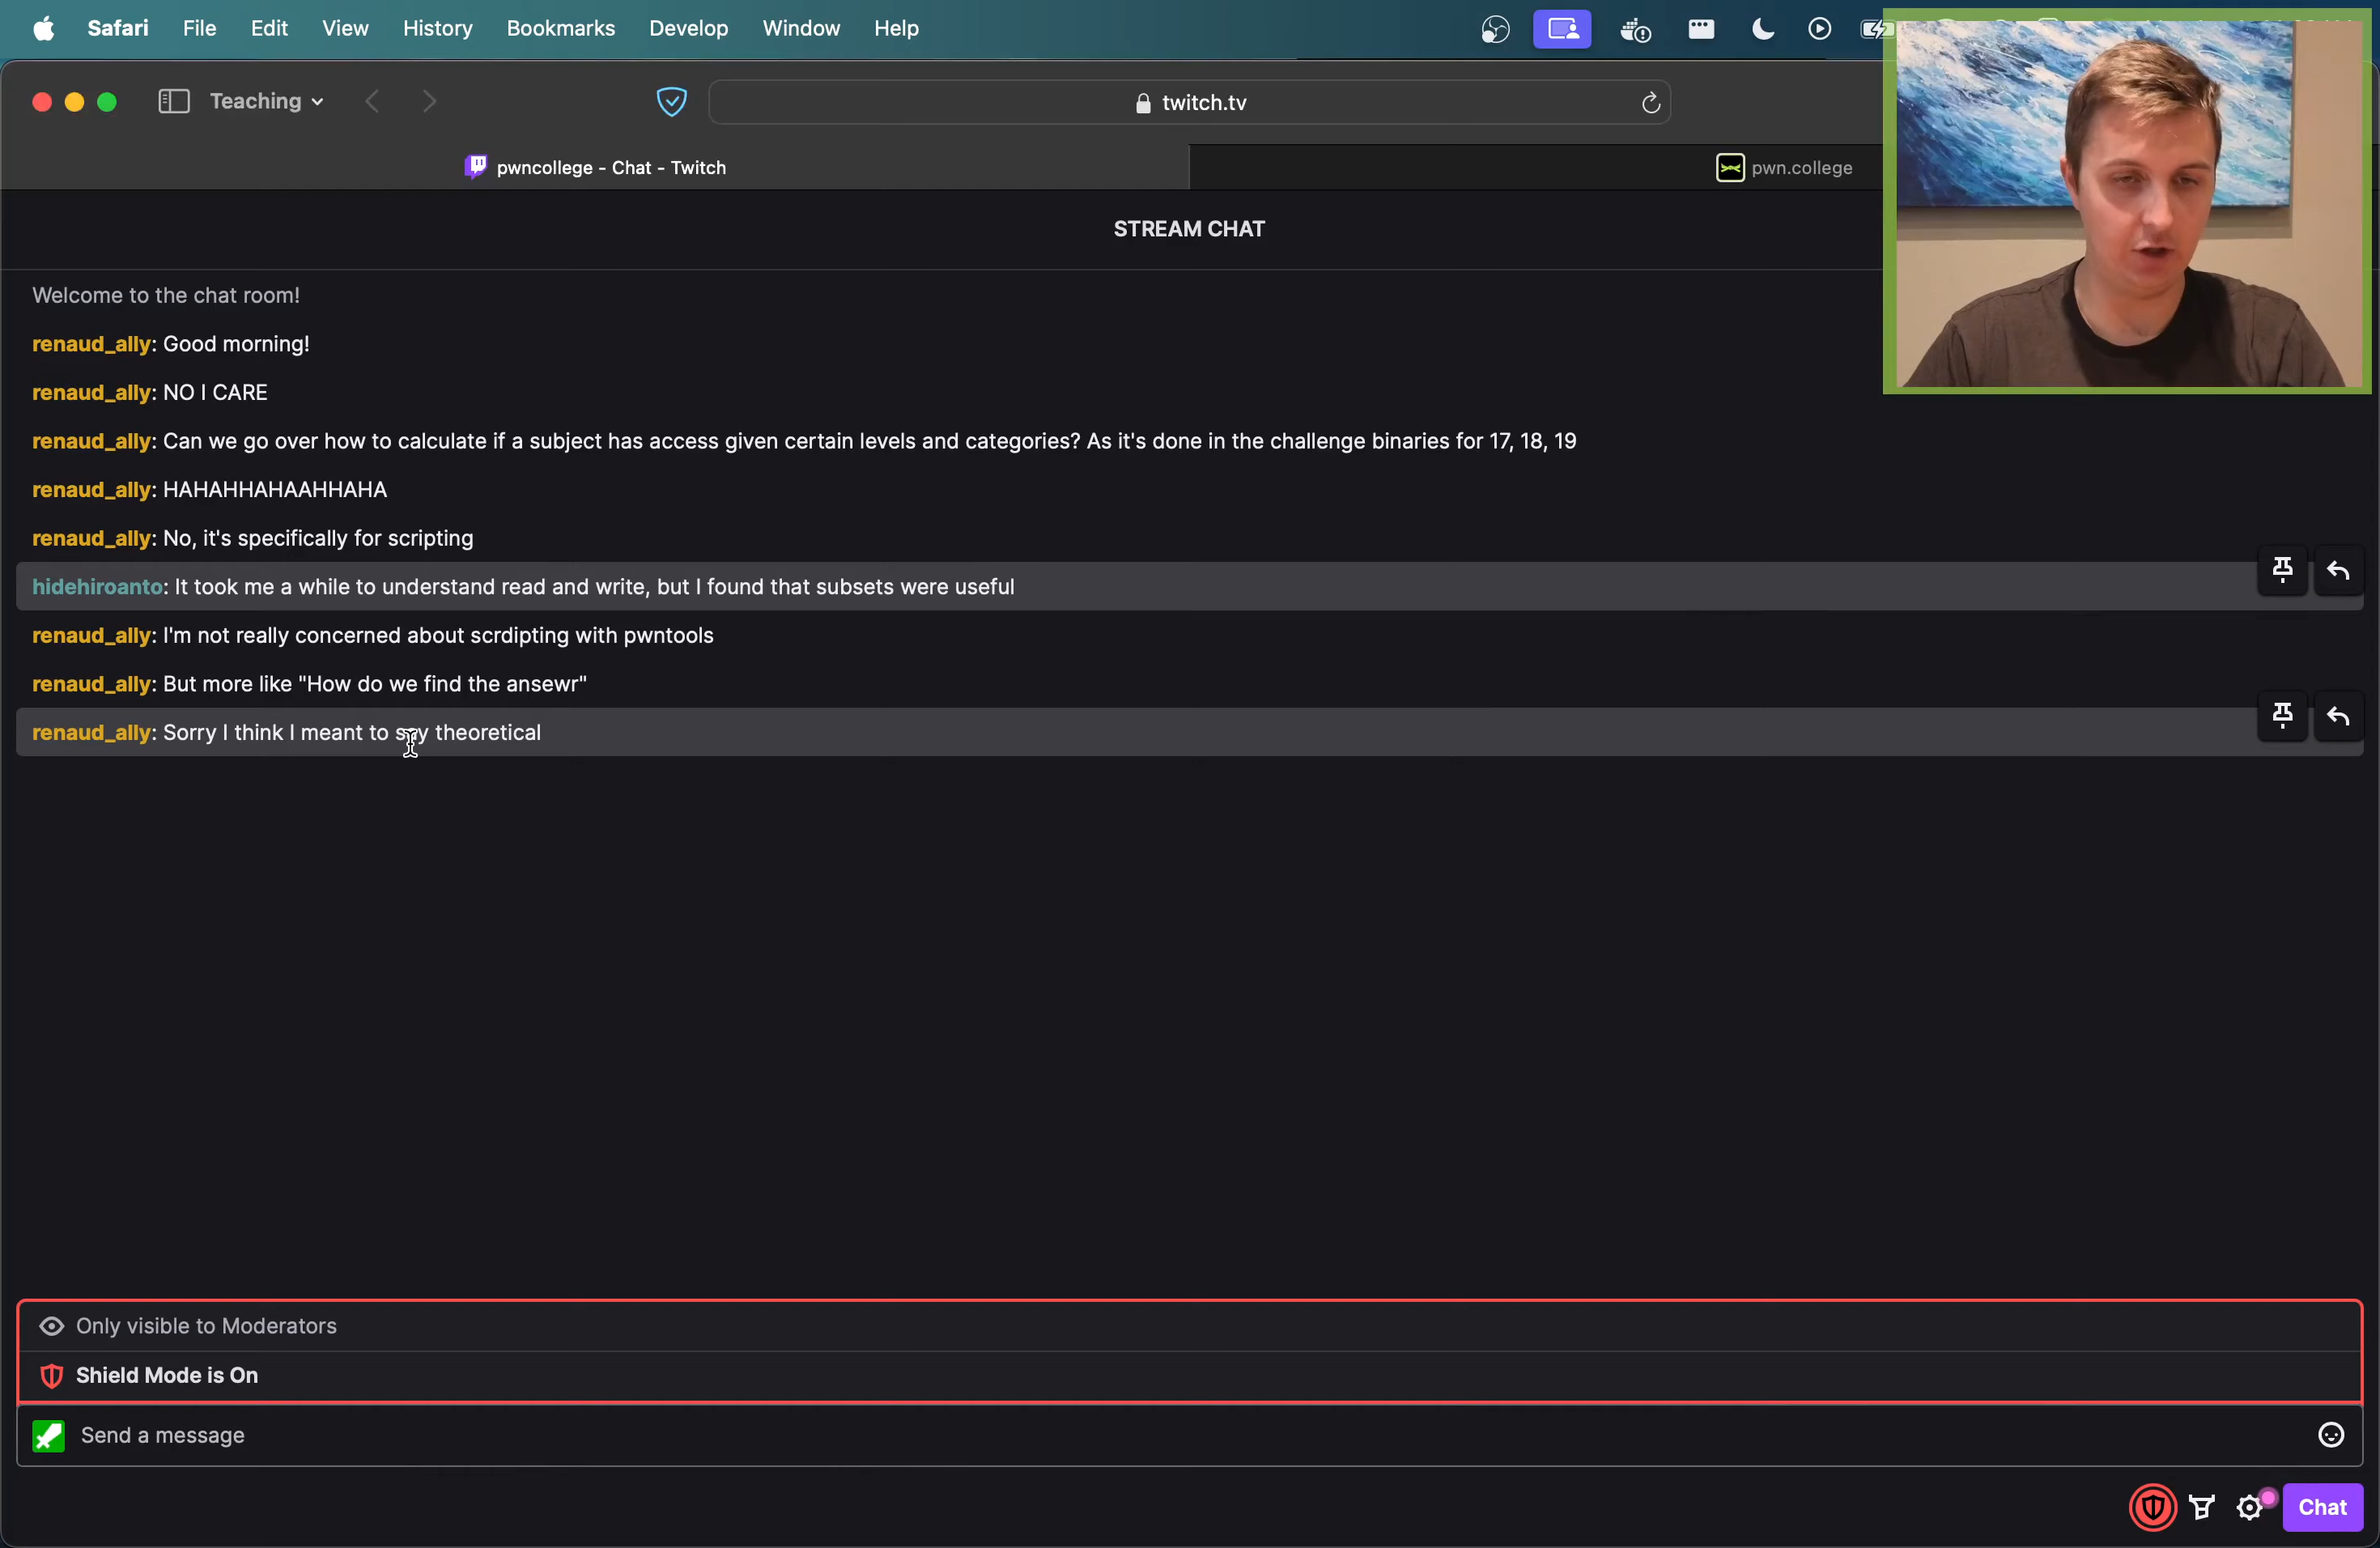 Safari File Edit View History Bookmarks Develop Window Help
Teaching
twitch.tv
pwncollege - Chat - Twitch
pwn.college
STREAM CHAT
Welcome to the chat room!
renaud_ally: Good morning!
renaud_ally: NO I CARE
renaud_ally: Can we go over how to calculate if a subject has access given certain levels and categories? As it's done in the challenge binaries for 17, 18, 19
renaud_ally: HAHAHHAHAAHHAHA
renaud_ally: No, it's specifically for scripting
hidehiroanto: It took me a while to understand read and write, but I found that subsets were useful
renaud_ally: I'm not really concerned about scrdipting with pwntools
renaud_ally: But more like "How do we find the ansewr"
renaud_ally: Sorry I think I meant to say theoretical
Only visible to Moderators
Shield Mode is On
Send a message
Chat